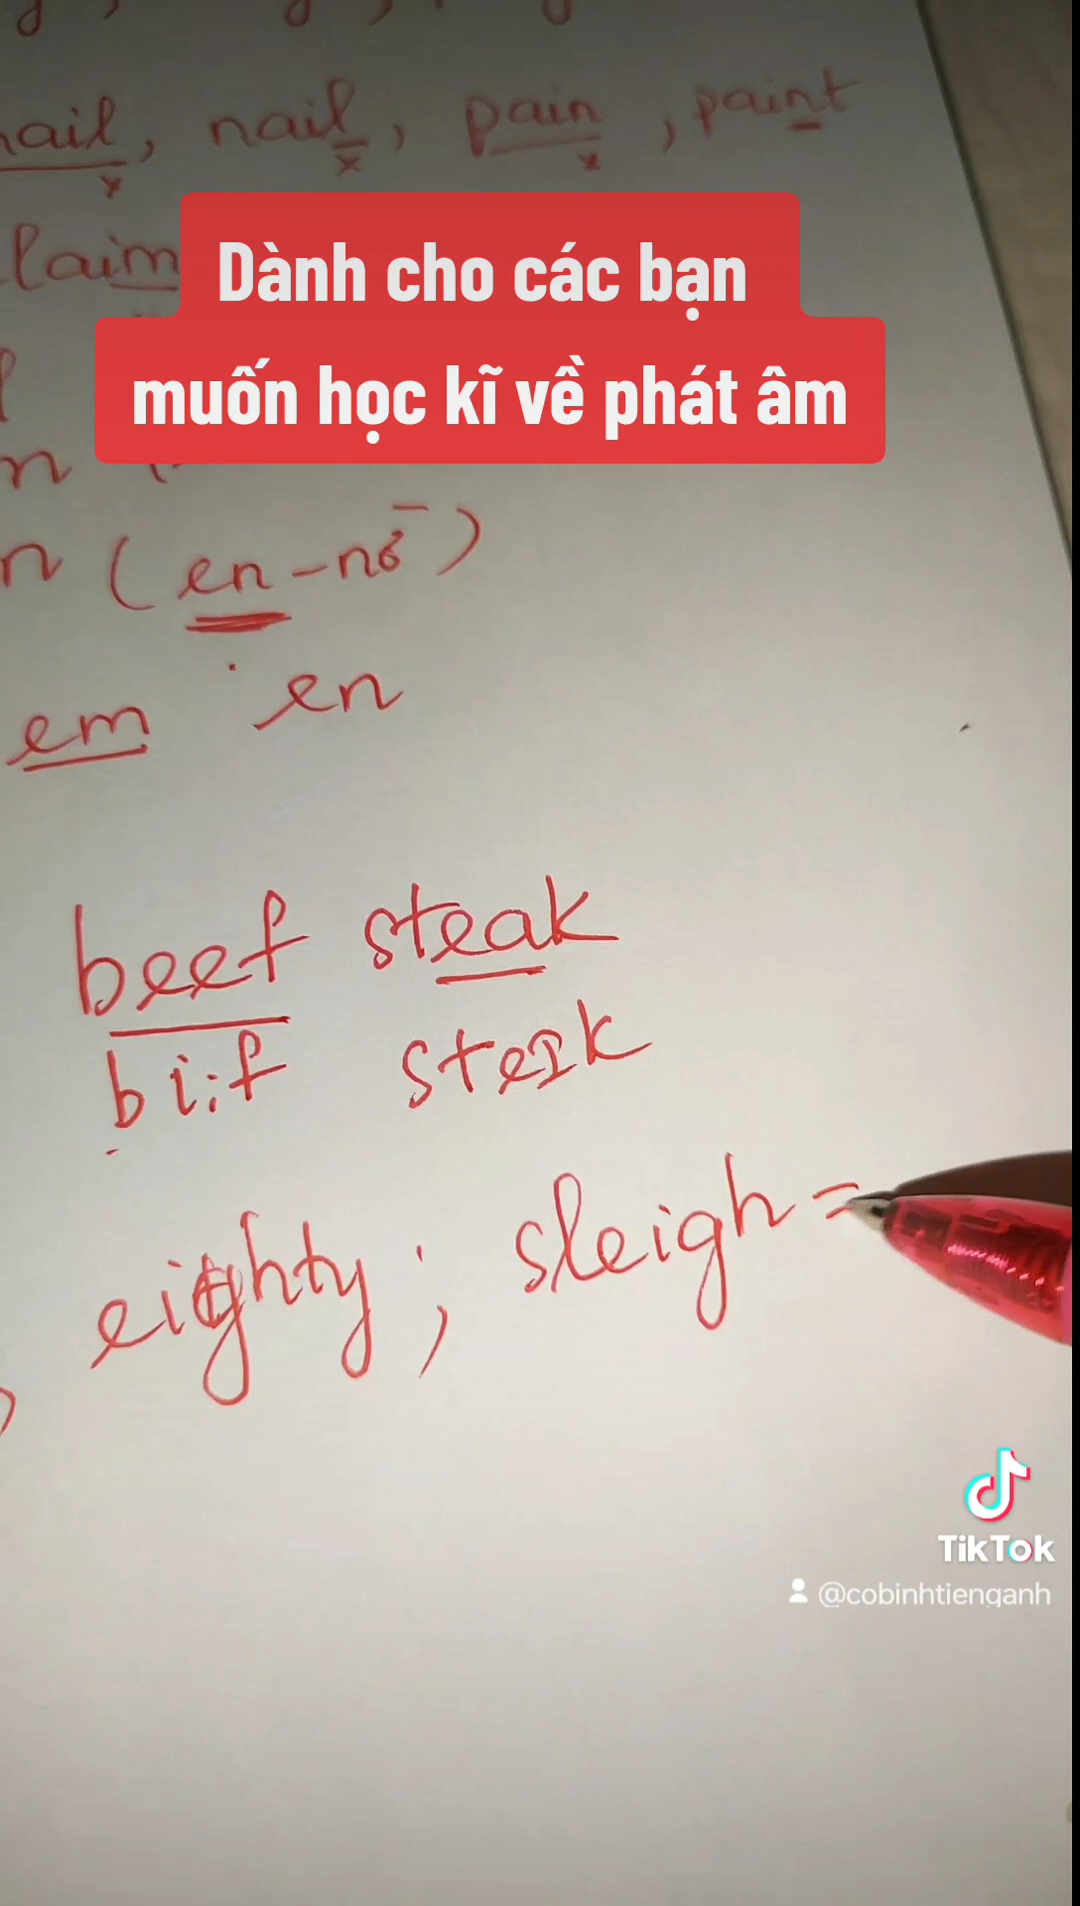 nail, pain, paint
Dành cho các bạn
muốn học kĩ về phát âm
n (en-nờ)
em en
beef steak
bi:f steɪk
eighty; sleigh =
TikTok
@cobinhtienganh